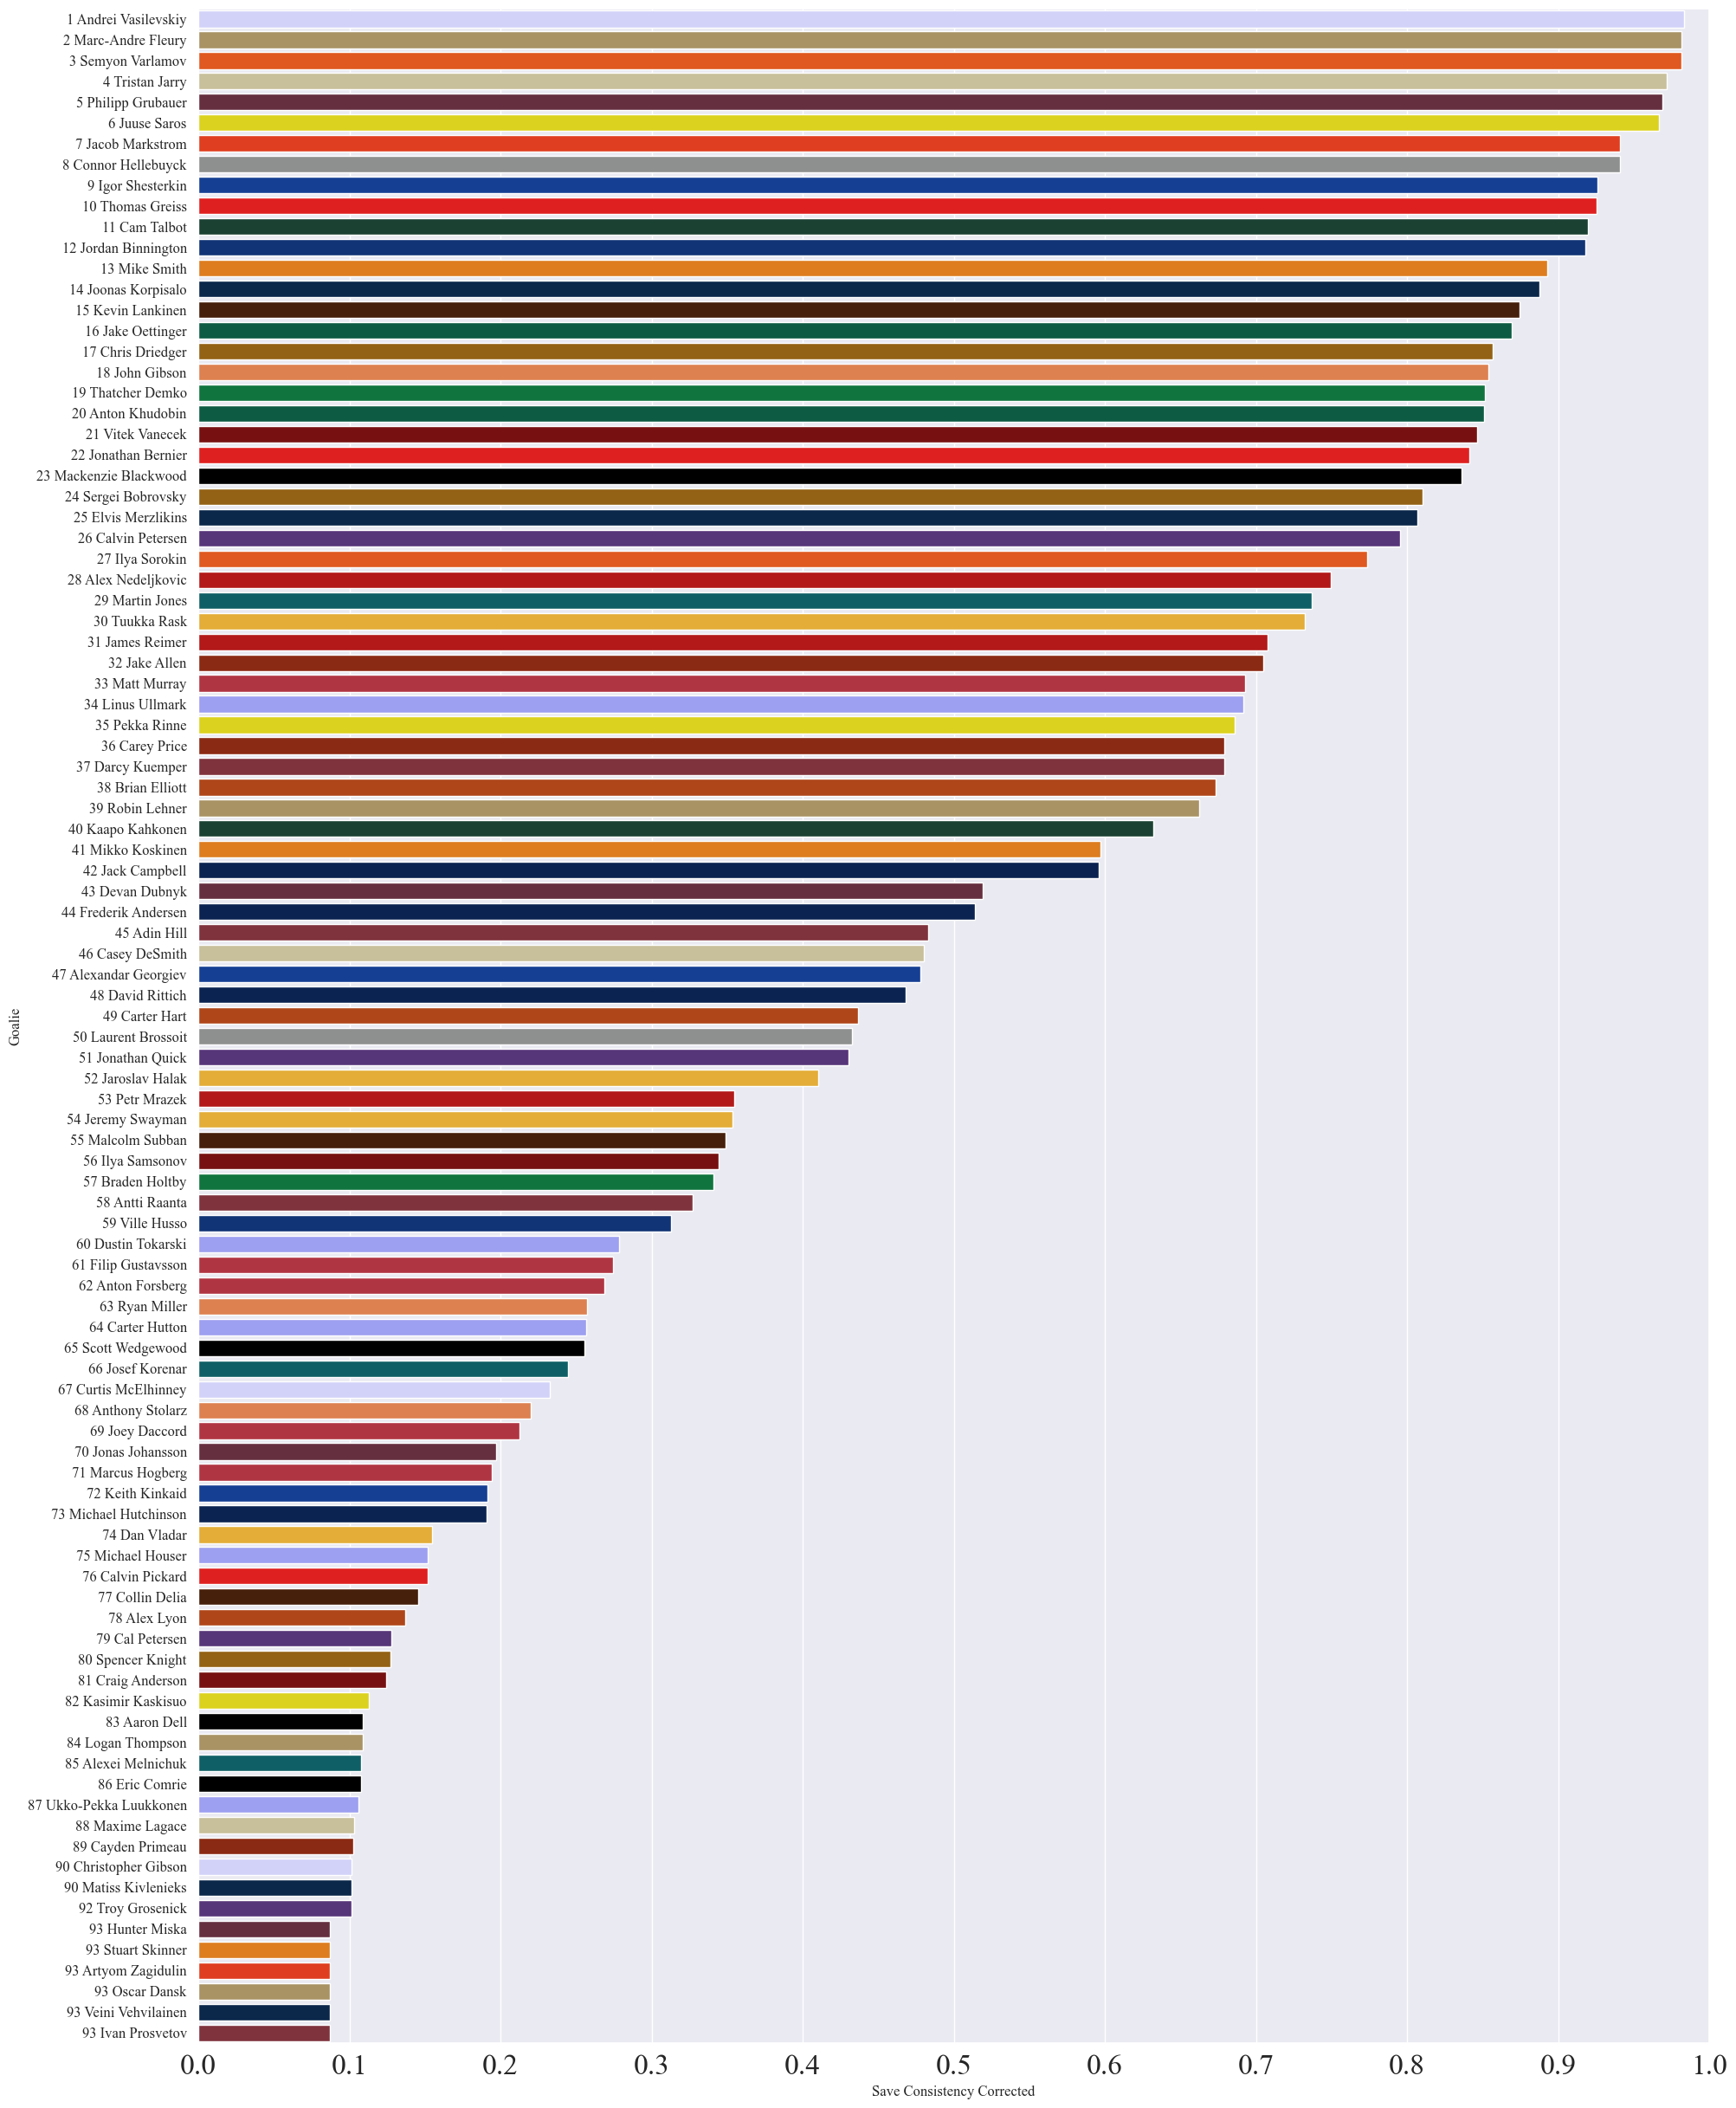 1 Andrei Vasilevskiy
2 Marc-Andre Fleury
3 Semyon Varlamov
4 Tristan Jarry
5 Philipp Grubauer
6 Juuse Saros
7 Jacob Markstrom
8 Connor Hellebuyck
9 Igor Shesterkin
10 Thomas Greiss
11 Cam Talbot
12 Jordan Binnington
13 Mike Smith
14 Joonas Korpisalo
15 Kevin Lankinen
16 Jake Oettinger
17 Chris Driedger
18 John Gibson
19 Thatcher Demko
20 Anton Khudobin
21 Vitek Vanecek
22 Jonathan Bernier
23 Mackenzie Blackwood
24 Sergei Bobrovsky
25 Elvis Merzlikins
26 Calvin Petersen
27 Ilya Sorokin
28 Alex Nedeljkovic
29 Martin Jones
30 Tuukka Rask
31 James Reimer
32 Jake Allen
33 Matt Murray
34 Linus Ullmark
35 Pekka Rinne
36 Carey Price
37 Darcy Kuemper
38 Brian Elliott
39 Robin Lehner
40 Kaapo Kahkonen
41 Mikko Koskinen
42 Jack Campbell
43 Devan Dubnyk
44 Frederik Andersen
45 Adin Hill
46 Casey DeSmith
47 Alexandar Georgiev
48 David Rittich
49 Carter Hart
50 Laurent Brossoit
51 Jonathan Quick
52 Jaroslav Halak
53 Petr Mrazek
54 Jeremy Swayman
55 Malcolm Subban
56 Ilya Samsonov
57 Braden Holtby
58 Antti Raanta
59 Ville Husso
60 Dustin Tokarski
61 Filip Gustavsson
62 Anton Forsberg
63 Ryan Miller
64 Carter Hutton
65 Scott Wedgewood
66 Josef Korenar
67 Curtis McElhinney
68 Anthony Stolarz
69 Joey Daccord
70 Jonas Johansson
71 Marcus Hogberg
72 Keith Kinkaid
73 Michael Hutchinson
74 Dan Vladar
75 Michael Houser
76 Calvin Pickard
77 Collin Delia
78 Alex Lyon
79 Cal Petersen
80 Spencer Knight
81 Craig Anderson
82 Kasimir Kaskisuo
83 Aaron Dell
84 Logan Thompson
85 Alexei Melnichuk
86 Eric Comrie
87 Ukko-Pekka Luukkonen
88 Maxime Lagace
89 Cayden Primeau
90 Christopher Gibson
90 Matiss Kivlenieks
92 Troy Grosenick
93 Hunter Miska
93 Stuart Skinner
93 Artyom Zagidulin
93 Oscar Dansk
93 Veini Vehvilainen
93 Ivan Prosvetov
Goalie
0.0 0.1 0.2 0.3 0.4 0.5 0.6 0.7 0.8 0.9 1.0
Save Consistency Corrected